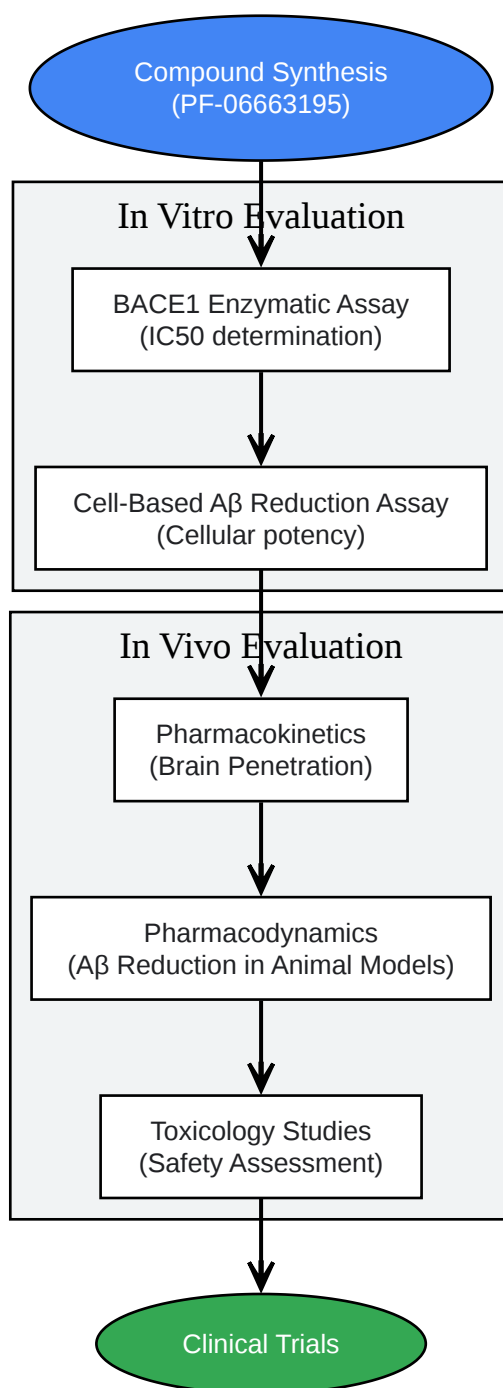 Compound Synthesis
(PF-06663195)
In Vitro Evaluation
BACE1 Enzymatic Assay
(IC50 determination)
Cell-Based Aβ Reduction Assay
(Cellular potency)
In Vivo Evaluation
Pharmacokinetics
(Brain Penetration)
Pharmacodynamics
(Aβ Reduction in Animal Models)
Toxicology Studies
(Safety Assessment)
Clinical Trials